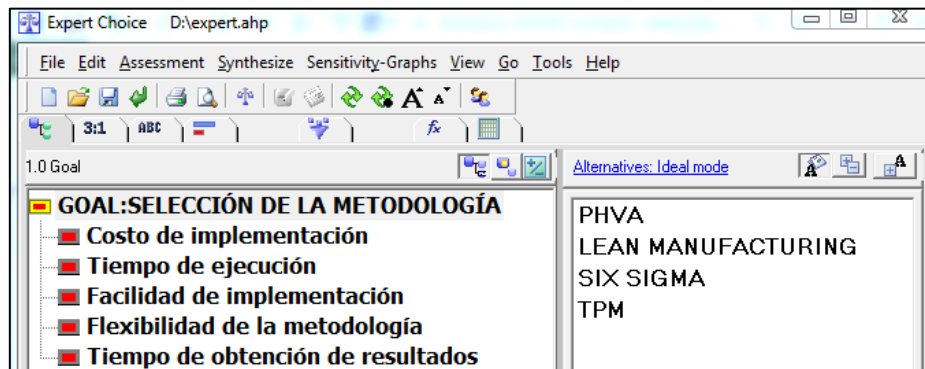 Expert Choice D:\expert.ahp
File Edit Assessment Synthesize Sensitivity-Graphs View Go Tools Help
A A
3:1 ABC fx
1.0 Goal
Alternatives: Ideal mode
A A
GOAL:SELECCIÓN DE LA METODOLOGÍA
Costo de implementación
Tiempo de ejecución
Facilidad de implementación
Flexibilidad de la metodología
Tiempo de obtención de resultados
PHVA
LEAN MANUFACTURING
SIX SIGMA
TPM